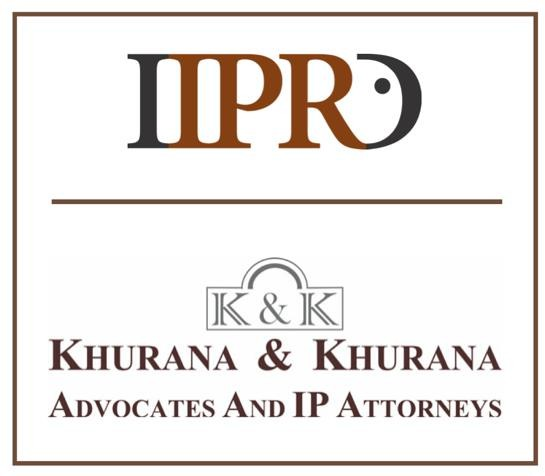 IIPRD
K & K
KHURANA & KHURANA
ADVOCATES AND IP ATTORNEYS